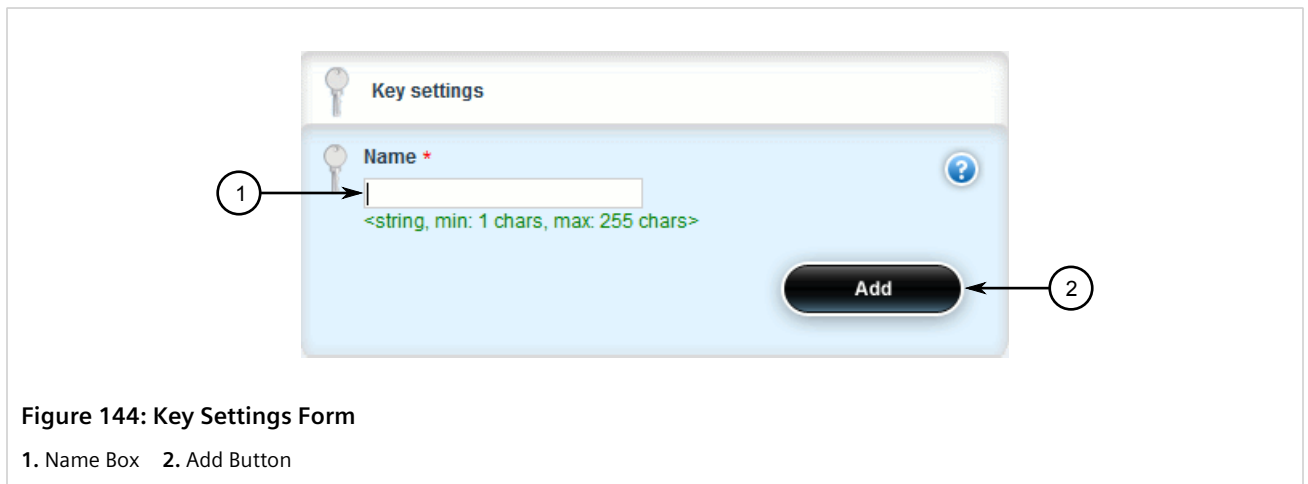 Key settings
Name *
?
1
<string, min: 1 chars, max: 255 chars>
Add
2
Figure 144: Key Settings Form
1. Name Box 2. Add Button